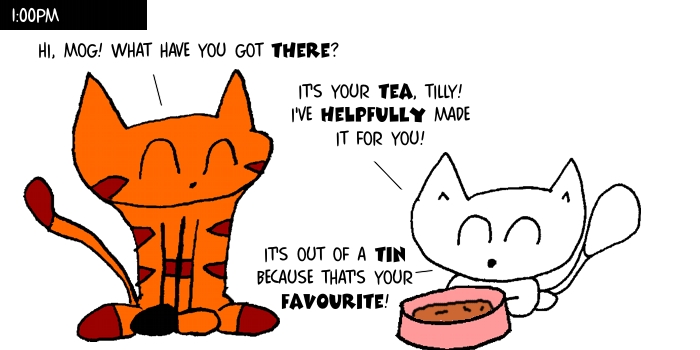 1:00PM
HI, MOG! WHAT HAVE YOU GOT THERE?
IT'S YOUR TEA, TILLY!
I'VE HELPFULLY MADE
IT FOR YOU!
IT'S OUT OF A TIN
BECAUSE THAT'S YOUR
FAVOURITE!